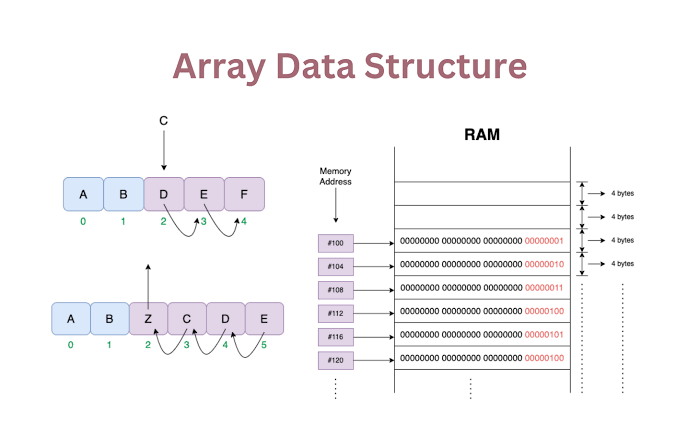 Array Data Structure
C
A B D E F
0 1 2 3 4
A B Z C D E
0 1 2 3 4 5
RAM
Memory
Address
4 bytes
4 bytes
#100 00000000 00000000 00000000 00000001 4 bytes
#104 00000000 00000000 00000000 00000010 4 bytes
#108 00000000 00000000 00000000 00000011
#112 00000000 00000000 00000000 00000100
#116 00000000 00000000 00000000 00000101
#120 00000000 00000000 00000000 00000100